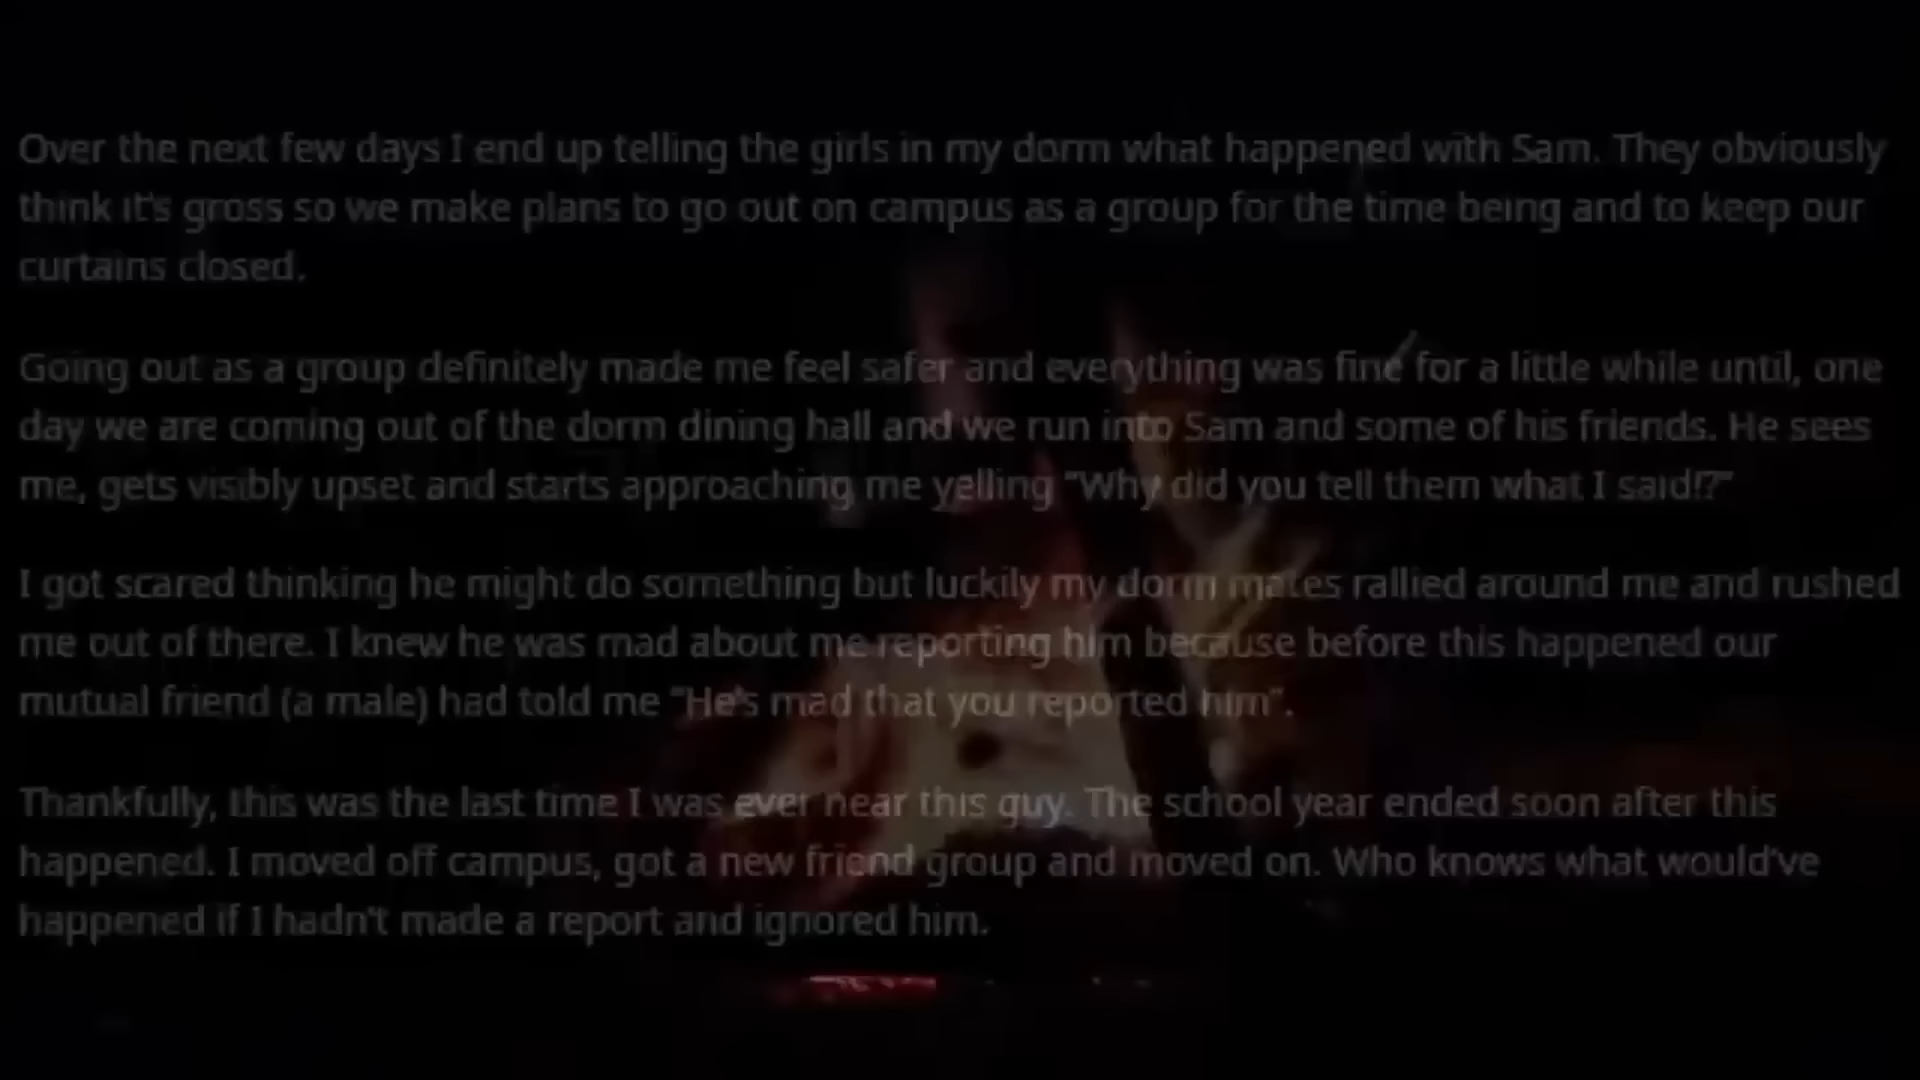 Over the next few days I end up telling the girls in my dorm what happened with Sam. They obviously
think it's gross so we make plans to go out on campus as a group for the time being and to keep our
curtains closed.
Going out as a group definitely made me feel safer and everything was fine for a little while until, one
day we are coming out of the dorm dining hall and we run into Sam and some of his friends. He sees
me, gets visibly upset and starts approaching me yelling "Why did you tell them what I said!?"
I got scared thinking he might do something but luckily my dorm mates rallied around me and rushed
me out of there. I knew he was mad about me reporting him because before this happened our
mutual friend (a male) had told me "He's mad that you reported him".
Thankfully, this was the last time I was ever near this guy. The school year ended soon after this
happened. I moved off campus, got a new friend group and moved on. Who knows what would've
happened if I hadn't made a report and ignored him.